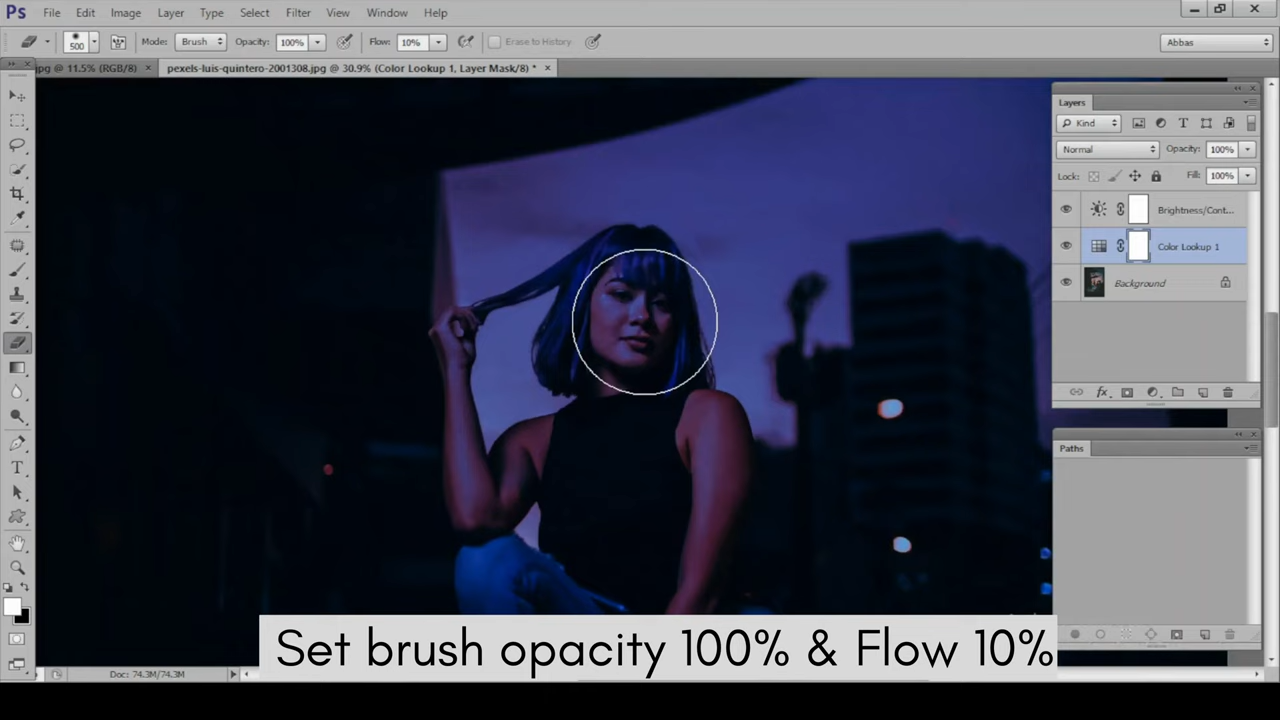 Ps File Edit Image Layer Type Select Filter View Window Help
500 Mode: Brush Opacity: 100% Flow: 10% Erase to History Abbas
jpg @ 11.5% (RGB/8) × pexels-luis-quintero-2001308.jpg @ 30.9% (Color Lookup 1, Layer Mask/8) * ×
Layers
Kind
Normal Opacity: 100%
Lock: Fill: 100%
Brightness/Cont...
Color Lookup 1
Background
fx
Paths
T
Set brush opacity 100% & Flow 10%
Doc: 74.3M/74.3M